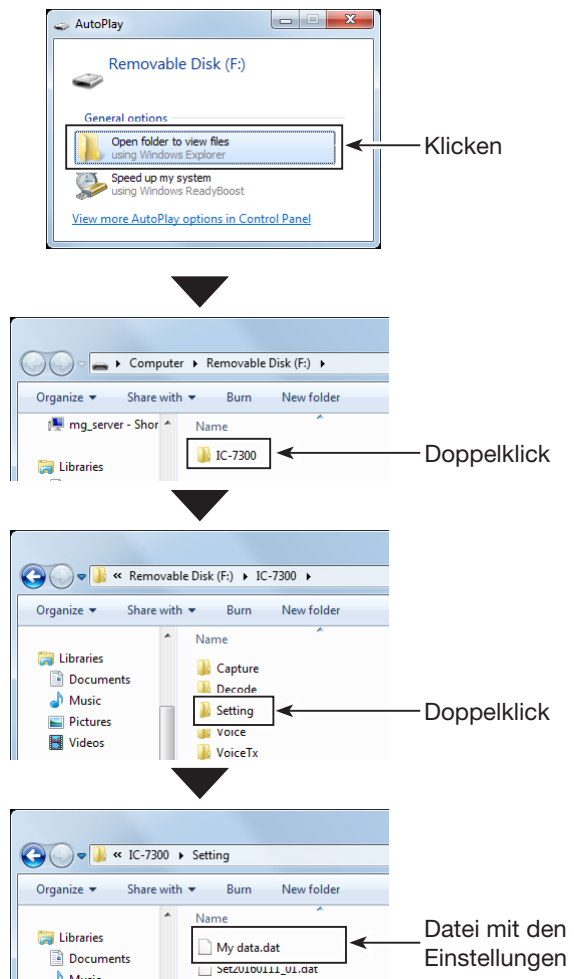 AutoPlay
Removable Disk (F:)
General options
Open folder to view files
using Windows Explorer
Klicken
Speed up my system
using Windows ReadyBoost
View more AutoPlay options in Control Panel
Computer Removable Disk (F:)
Organize Share with Burn New folder
mg_server - Shor Name
IC-7300
Doppelklick
Libraries
« Removable Disk (F:) IC-7300
Organize Share with Burn New folder
Name
Libraries
Capture
Documents
Decode
Music
Setting
Doppelklick
Pictures
Voice
Videos
VoiceTx
« IC-7300 Setting
Organize Share with Burn New folder
Name
Libraries
My data.dat
Datei mit den
Einstellungen
Documents
Set20160111_01.dat
Music